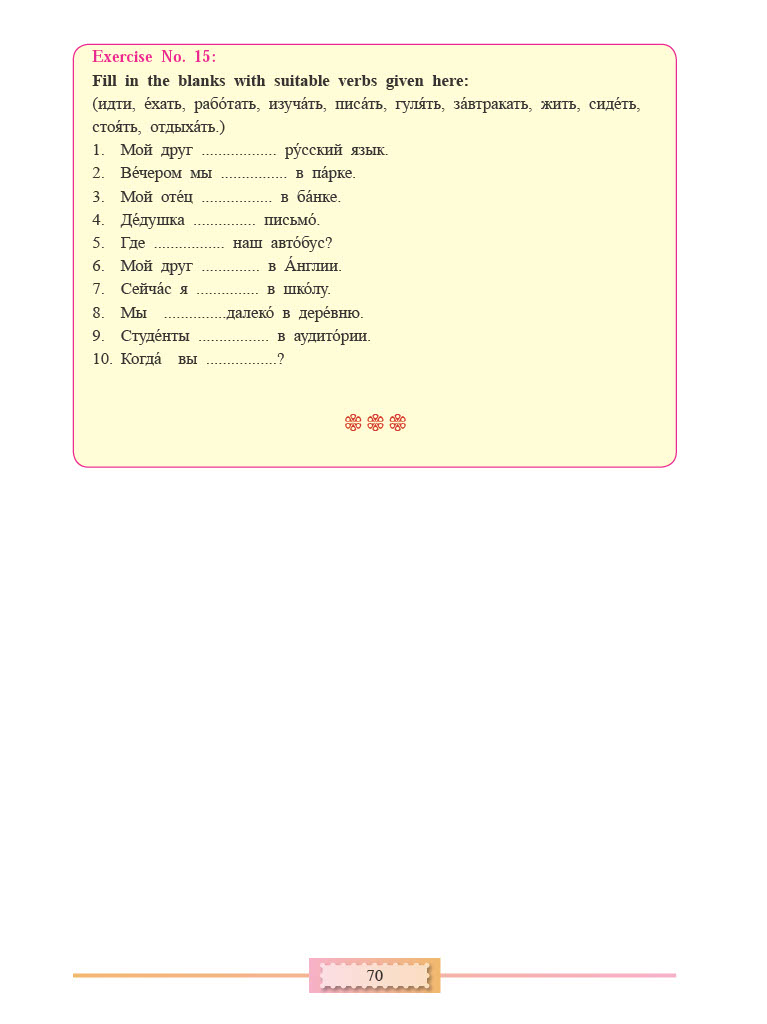 Exercise No. 15:
Fill in the blanks with suitable verbs given here:
(идти, е́хать, рабо́тать, изуча́ть, писа́ть, гуля́ть, за́втракать, жить, сиде́ть,
стоя́ть, отдыха́ть.)
1. Мой друг .................. ру́сский язык.
2. Ве́чером мы ................ в па́рке.
3. Мой оте́ц ................. в ба́нке.
4. Де́душка ............... письмо́.
5. Где ................. наш авто́бус?
6. Мой друг .............. в А́нглии.
7. Сейча́с я ............... в шко́лу.
8. Мы ...............далеко́ в дере́вню.
9. Студе́нты ................. в аудито́рии.
10. Когда́ вы .................?
70